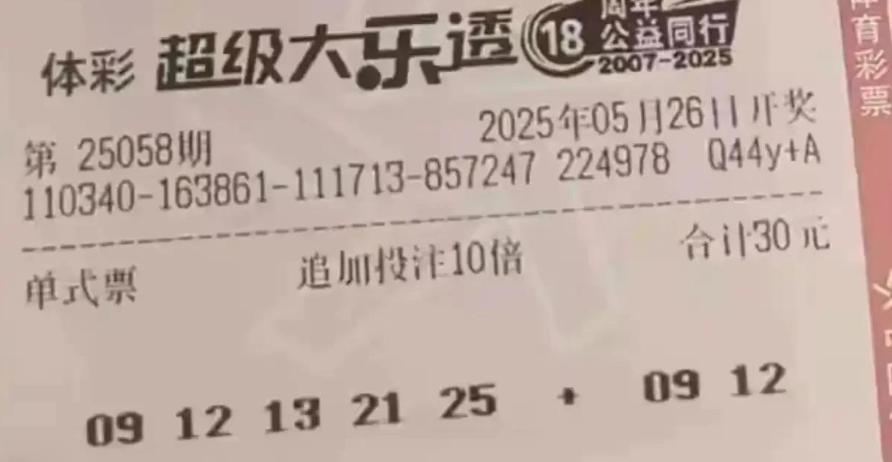 体彩 超级大乐透 18 周年 公益同行 2007-2025
第 25058期 2025年05月26日开奖
110340-163861-111713-857247 224978 Q44y+A
单式票 追加投注10倍 合计30元
09 12 13 21 25 + 09 12
体育彩票